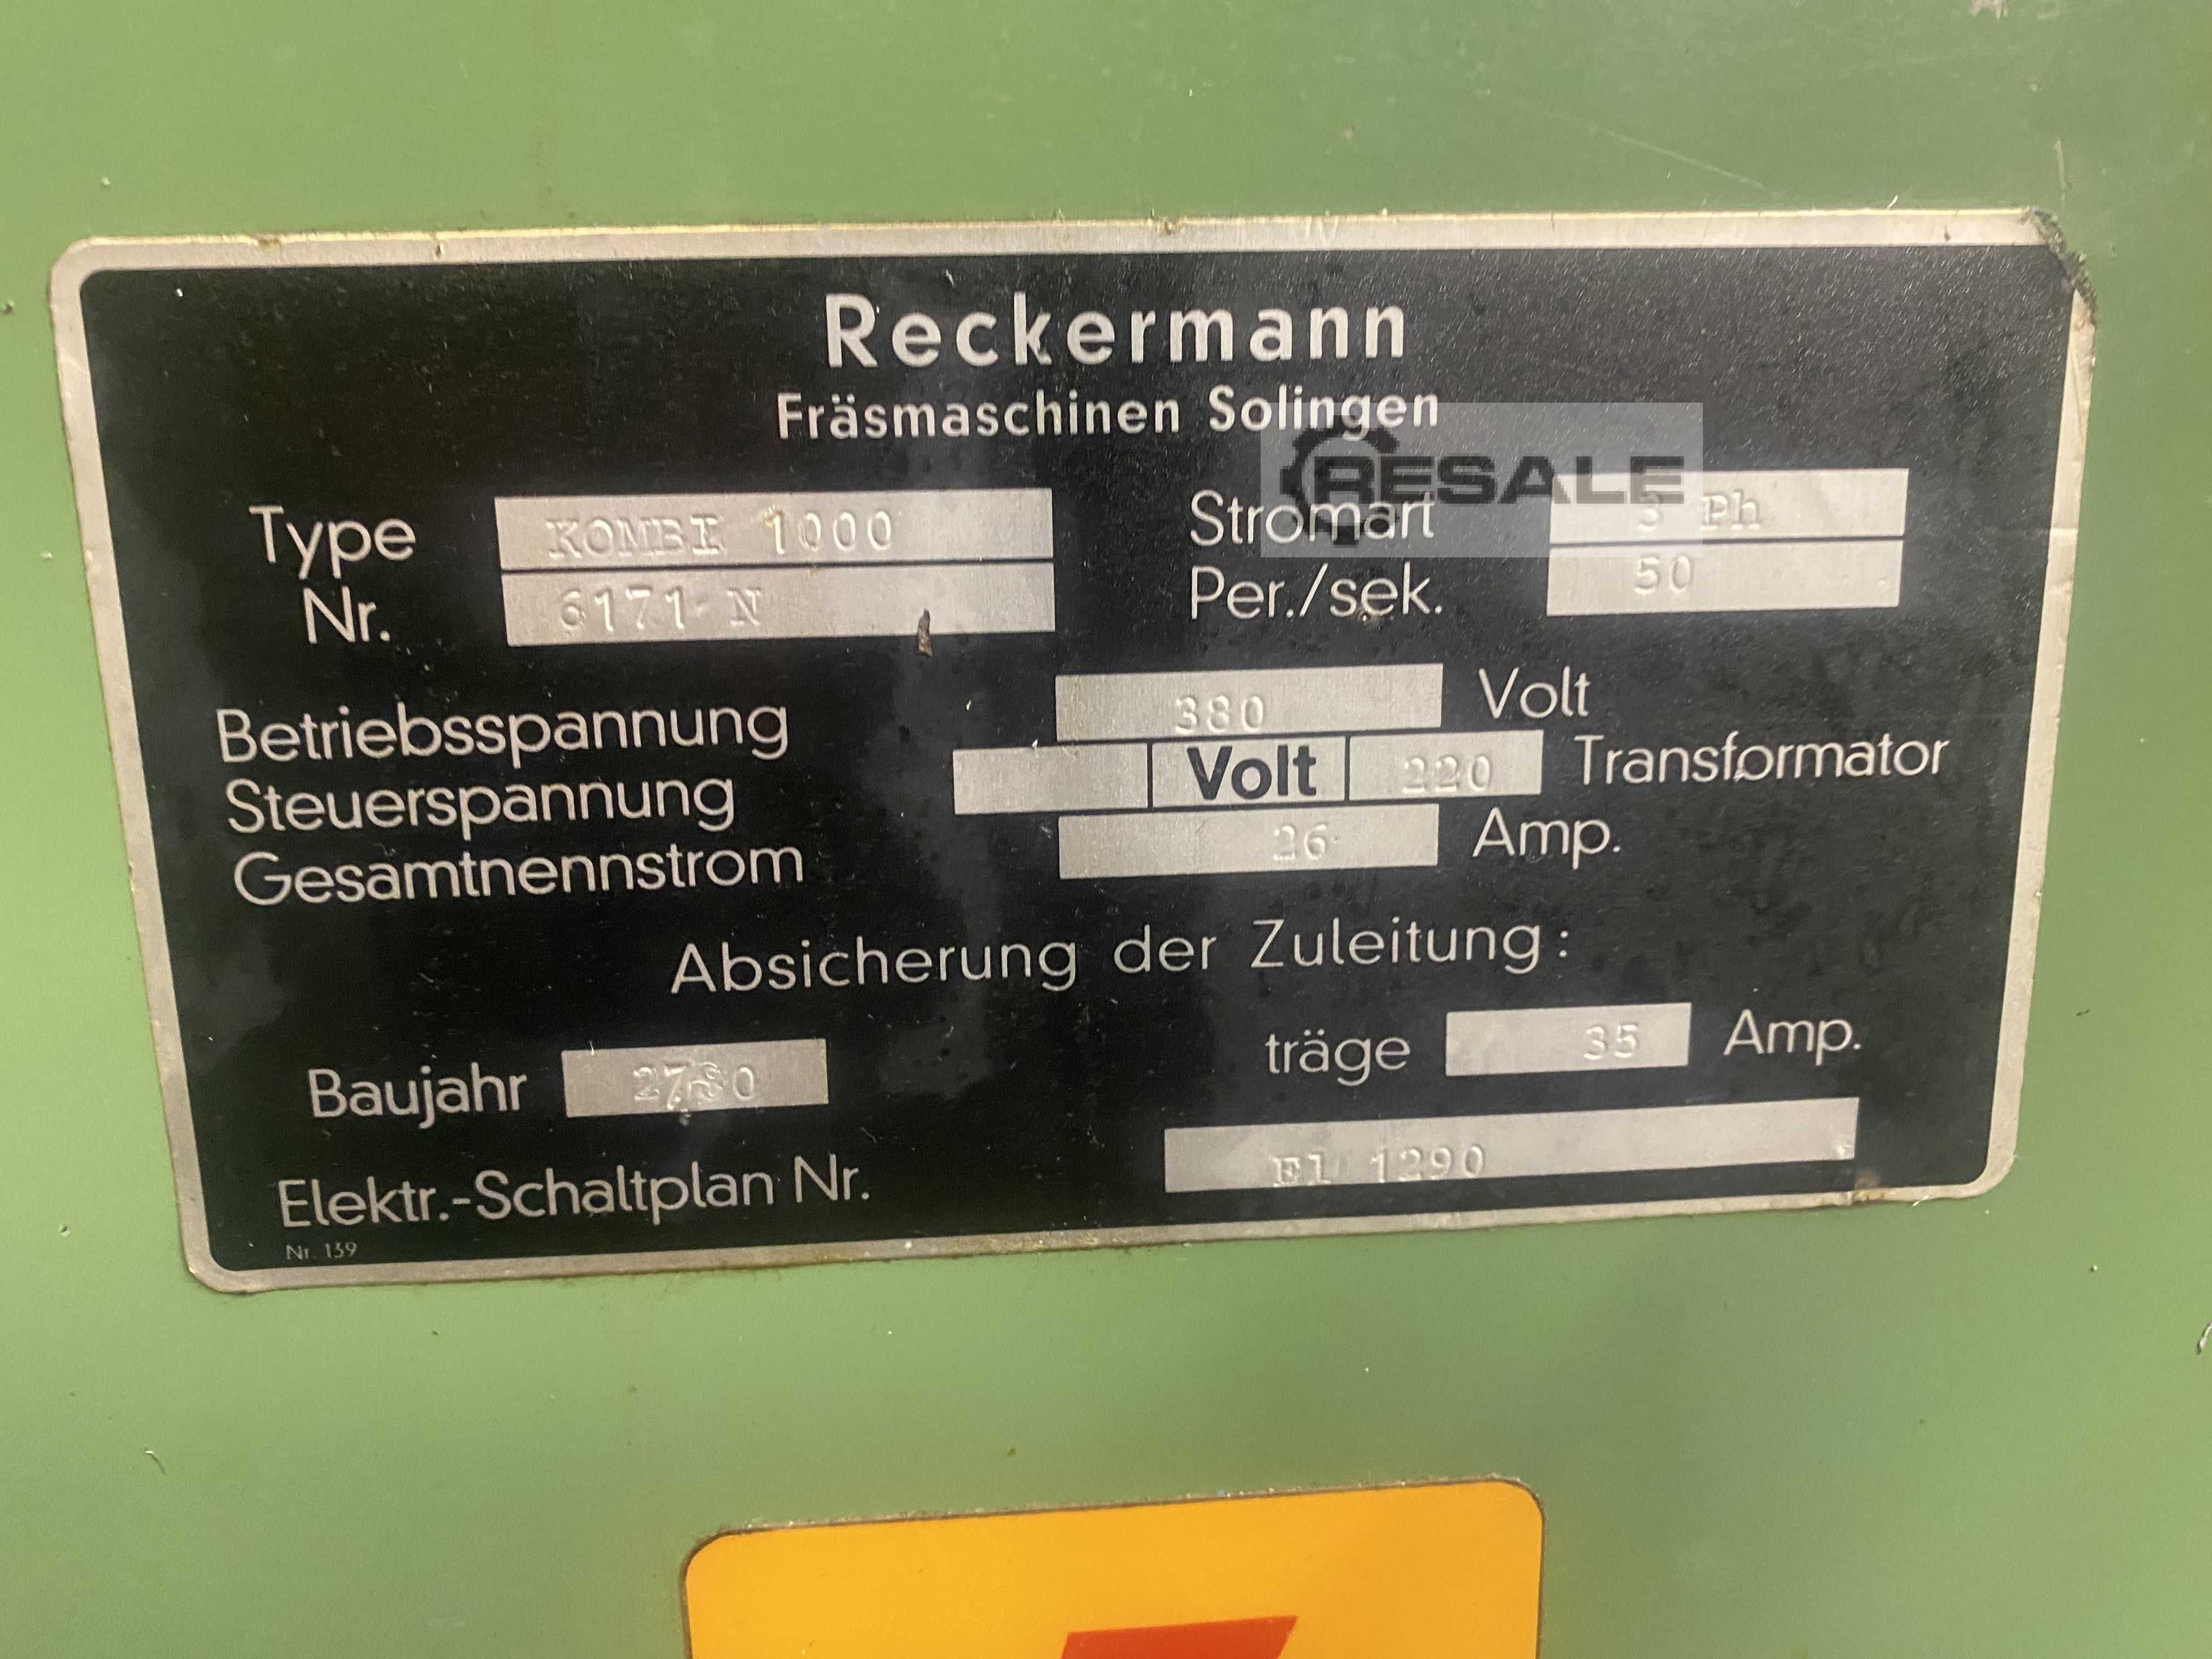 Reckermann
Fräsmaschinen Solingen
RESALE
Type KOMBI 1000 Stromart 3 Ph
Nr. 6171 N Per./sek. 50
Betriebsspannung 380 Volt
Steuerspannung Volt 220 Transformator
Gesamtnennstrom 26 Amp.
Absicherung der Zuleitung:
Baujahr träge 35 Amp.
Elektr.-Schaltplan Nr. El 1290
Nr. 139